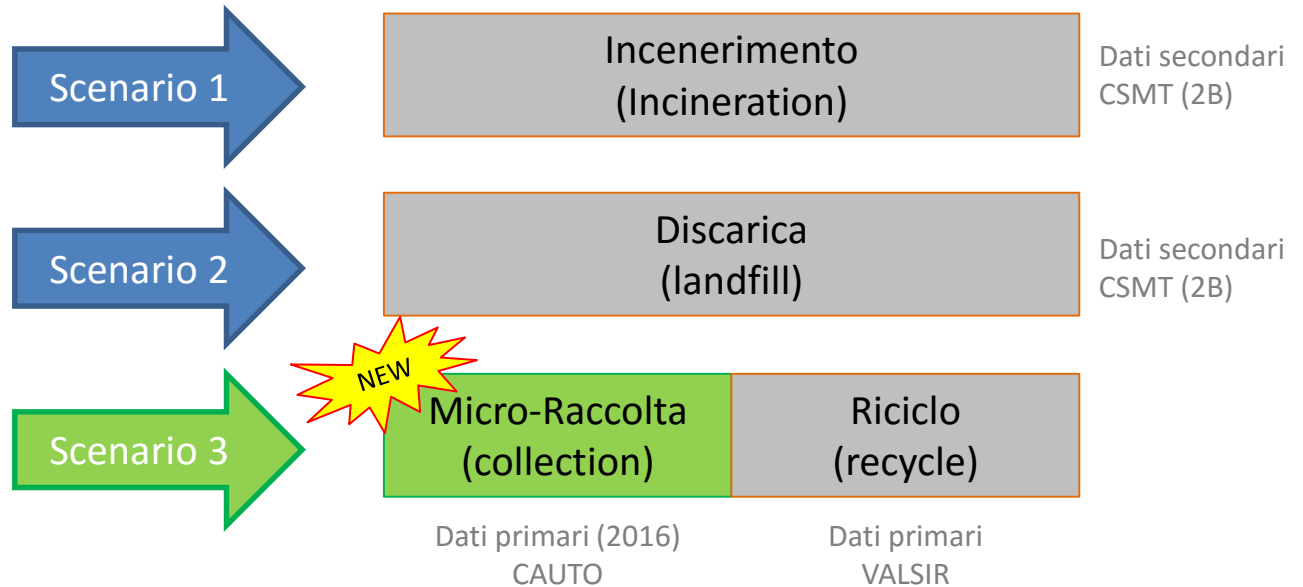 Scenario 1
Incenerimento
(Incineration)
Dati secondari
CSMT (2B)
Scenario 2
Discarica
(landfill)
Dati secondari
CSMT (2B)
NEW
Scenario 3
Micro-Raccolta
(collection)
Riciclo
(recycle)
Dati primari (2016)
CAUTO
Dati primari
VALSIR